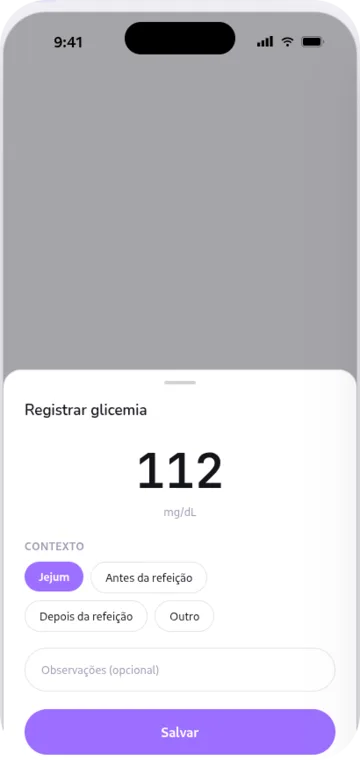 9:41
Registrar glicemia
112
mg/dL
CONTEXTO
Jejum Antes da refeição
Depois da refeição Outro
Observações (opcional)
Salvar